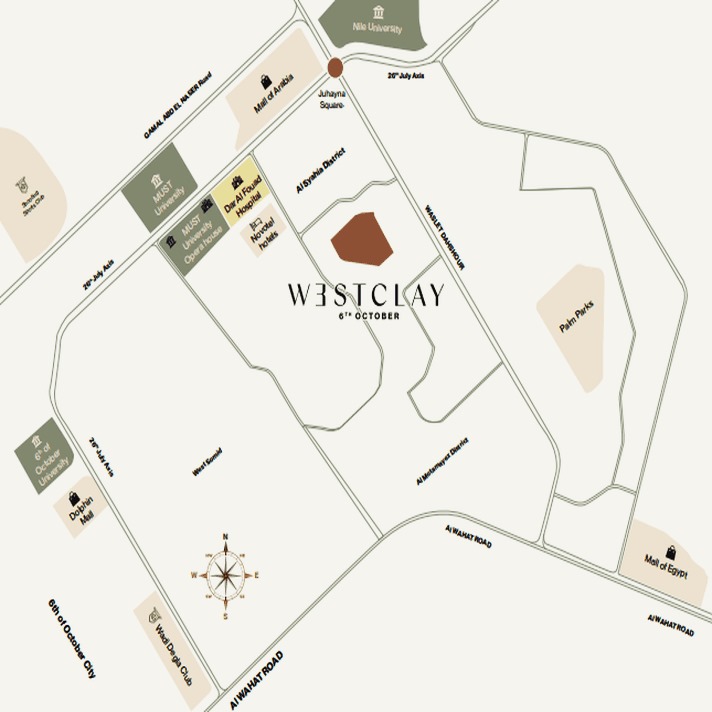 Nile University
26th July Axis
GAMAL ABD EL NASER Road
Mall of Arabia
Juhayna
Square
Al Syahia District
MUST
University
Dar Al Fouad
Hospital
MUST
University
Opera house
Novotel
hotels
Sports Club
WASLET DAHSHOUR
26th July Axis
WESTCLAY
6TH OCTOBER
Palm Parks
6th of
October
University
26th July Axis
Dolphin
Mall
West Somid
Al Motamayez District
Al WAHAT ROAD
N
W
E
S
Mall of Egypt
Al WAHAT ROAD
6th of October City
Wadi Degla Club
Al WAHAT ROAD